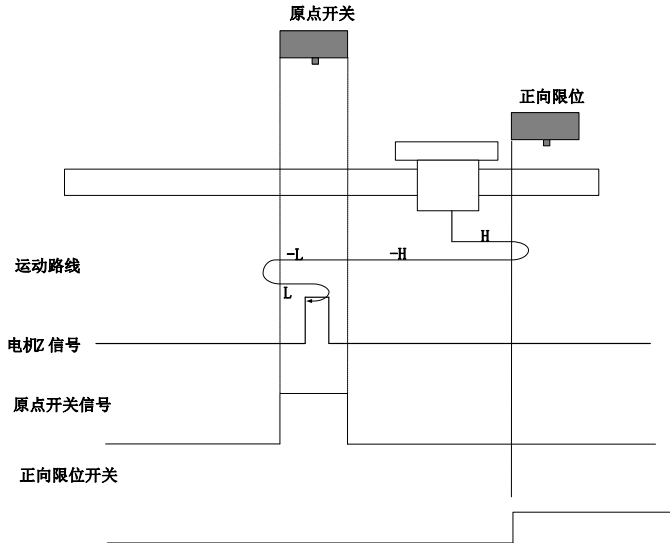 原点开关
正向限位
H
-L
-H
运动路线
L
电机Z 信号
原点开关信号
正向限位开关